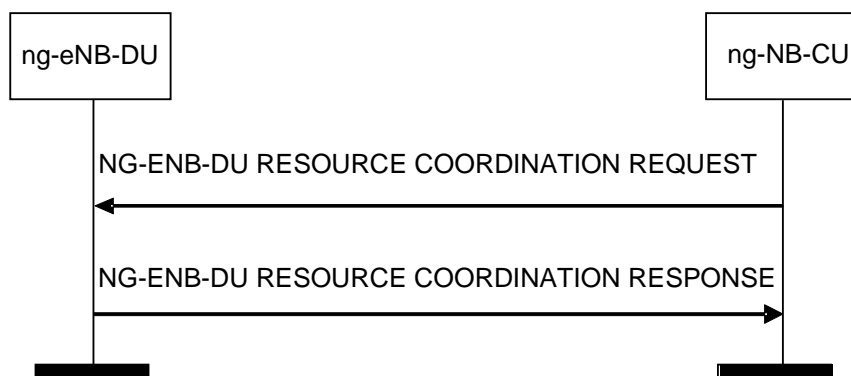 ng-eNB-DU
ng-NB-CU
NG-ENB-DU RESOURCE COORDINATION REQUEST
NG-ENB-DU RESOURCE COORDINATION RESPONSE